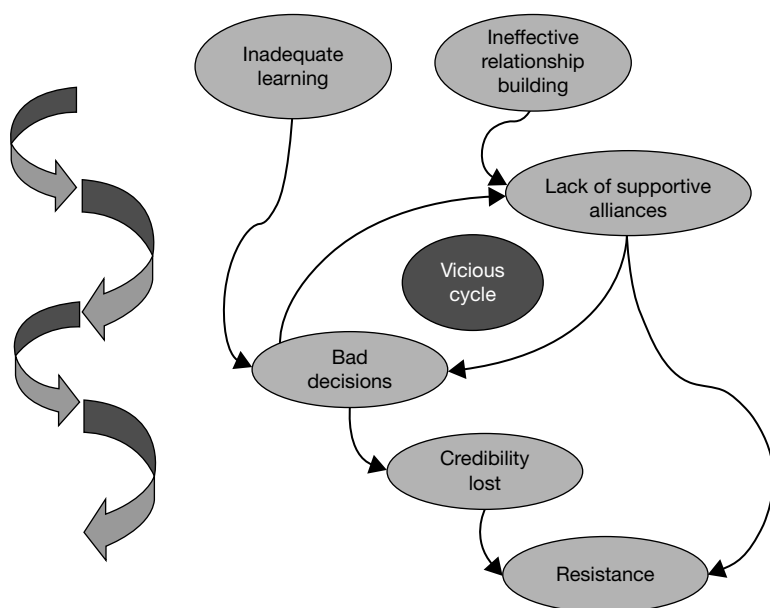 Inadequate
learning
Ineffective
relationship
building
Lack of supportive
alliances
Vicious
cycle
Bad
decisions
Credibility
lost
Resistance